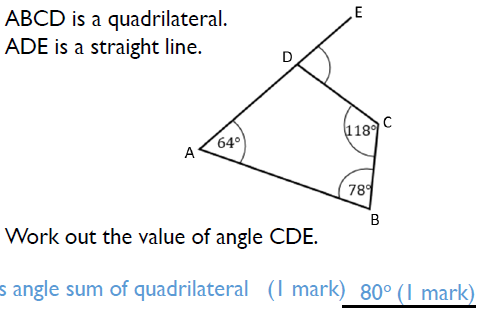 ABCD is a quadrilateral.
ADE is a straight line.
E
D
C
118°
64°
A
78°
B
Work out the value of angle CDE.
s angle sum of quadrilateral (1 mark) 80° (1 mark)